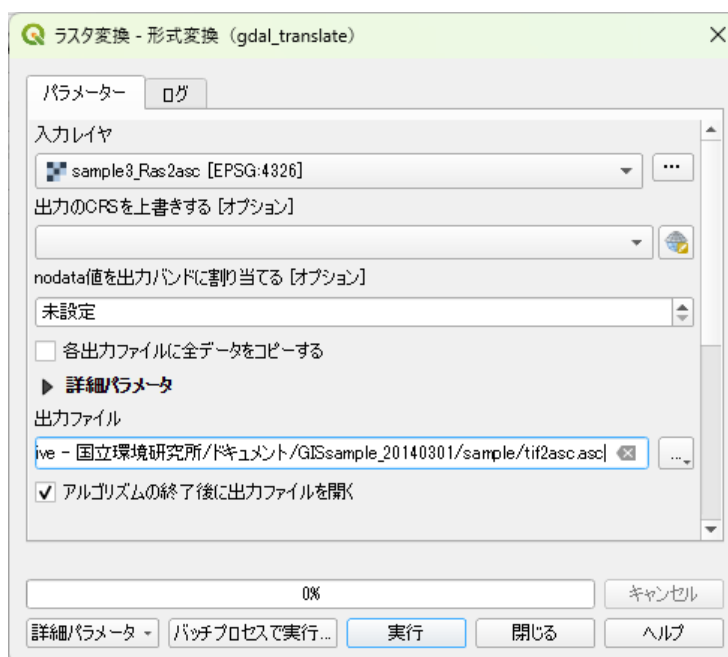 ラスタ変換 - 形式変換（gdal_translate）
パラメーター ログ
入力レイヤ
sample3_Ras2asc [EPSG:4326]
…
出力のCRSを上書きする [オプション]
nodata値を出力バンドに割り当てる [オプション]
未設定
各出力ファイルに全データをコピーする
詳細パラメータ
出力ファイル
ive - 国立環境研究所/ドキュメント/GISsample_20140301/sample/tif2asc.asc
…
アルゴリズムの終了後に出力ファイルを開く
0% キャンセル
詳細パラメータ バッチプロセスで実行... 実行 閉じる ヘルプ